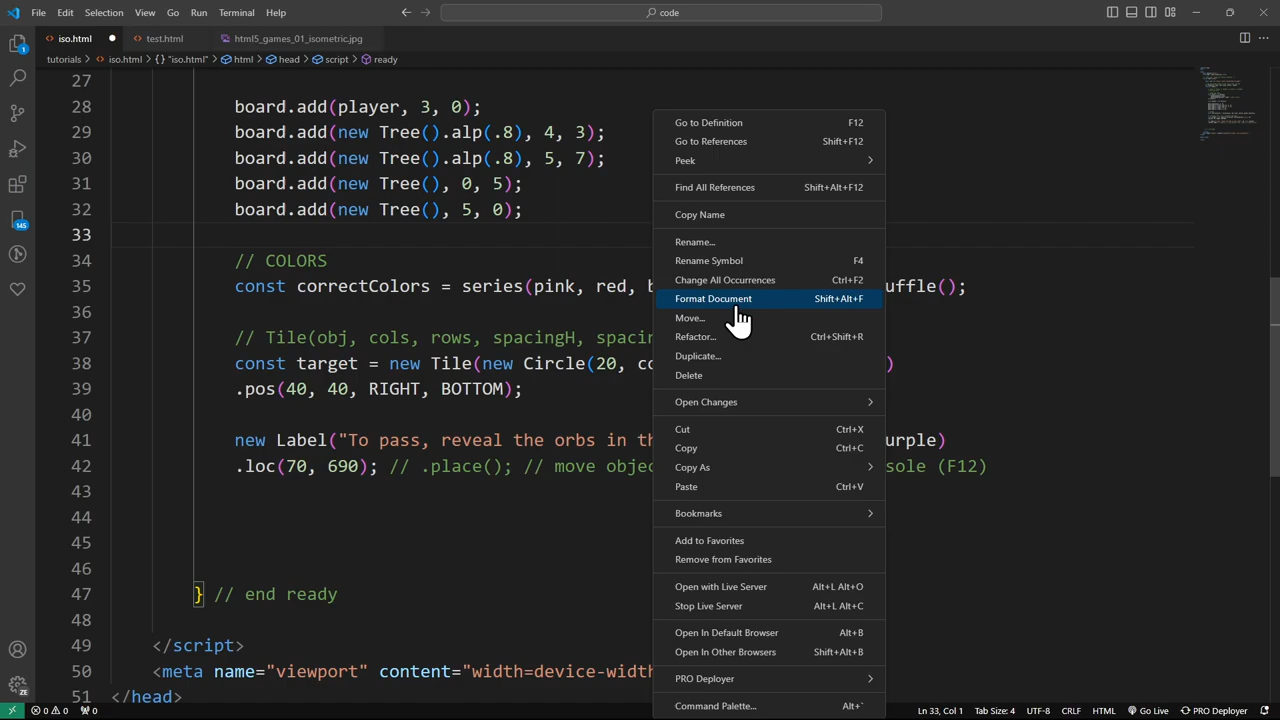 File Edit Selection View Go Run Terminal Help
code
iso.html
test.html
html5_games_01_isometric.jpg
tutorials > iso.html > {} "iso.html" > html > head > script > ready
27
28 board.add(player, 3, 0);
29 board.add(new Tree().alp(.8), 4, 3);
30 board.add(new Tree().alp(.8), 5, 7);
31 board.add(new Tree(), 0, 5);
32 board.add(new Tree(), 5, 0);
33
34 // COLORS
35 const correctColors = series(pink, red, b uffle();
36
37 // Tile(obj, cols, rows, spacingH, spacin
38 const target = new Tile(new Circle(20, co )
39 .pos(40, 40, RIGHT, BOTTOM);
40
41 new Label("To pass, reveal the orbs in th urple)
42 .loc(70, 690); // .place(); // move objec sole (F12)
43
44
45
46
47 } // end ready
48
49 </script>
50 <meta name="viewport" content="width=device-width
51 </head>
Go to Definition F12
Go to References Shift+F12
Peek
Find All References Shift+Alt+F12
Copy Name
Rename...
Rename Symbol F4
Change All Occurrences Ctrl+F2
Format Document Shift+Alt+F
Move...
Refactor... Ctrl+Shift+R
Duplicate...
Delete
Open Changes
Cut Ctrl+X
Copy Ctrl+C
Copy As
Paste Ctrl+V
Bookmarks
Add to Favorites
Remove from Favorites
Open with Live Server Alt+L Alt+O
Stop Live Server Alt+L Alt+C
Open In Default Browser Alt+B
Open In Other Browsers Shift+Alt+B
PRO Deployer
Command Palette... Alt+`
1
145
ZE
0 0 0
Ln 33, Col 1 Tab Size: 4 UTF-8 CRLF HTML Go Live PRO Deployer